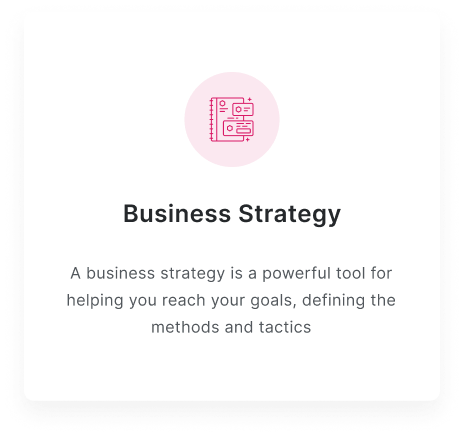 Business Strategy
A business strategy is a powerful tool for
helping you reach your goals, defining the
methods and tactics